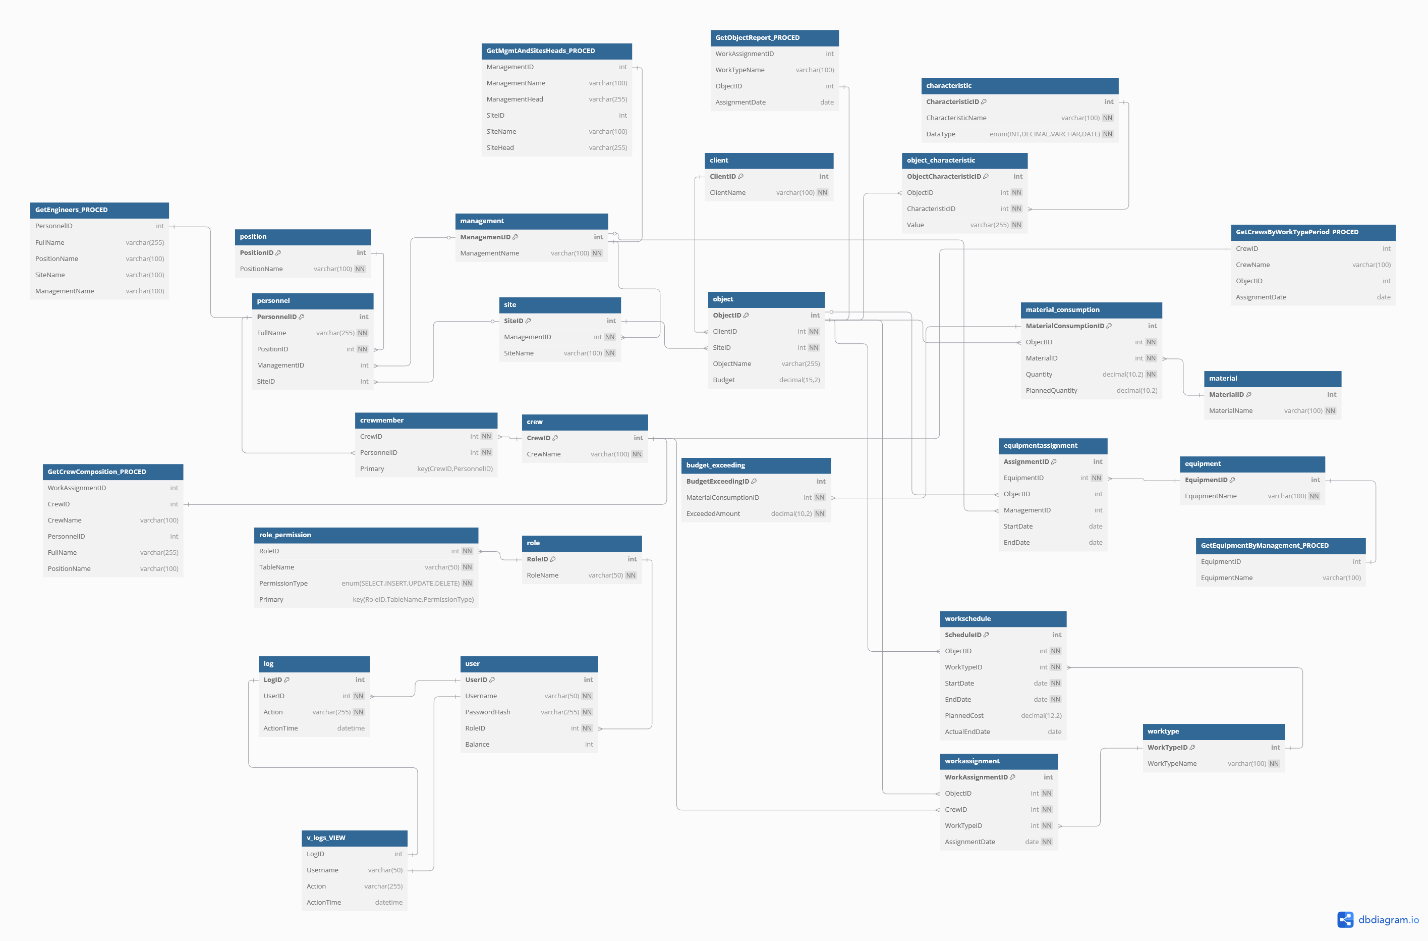 GetMgmtAndSitesHeads_PROCED
ManagementID int
ManagementName varchar(100)
ManagementHead varchar(255)
SiteID int
SiteName varchar(100)
SiteHead varchar(255)
GetObjectReport_PROCED
WorkAssignmentID int
WorkTypeName varchar(100)
ObjectID int
AssignmentDate date
characteristic
CharacteristicID int
CharacteristicName varchar(100) NN
DataType enum(INT,DECIMAL,VARCHAR,DATE) NN
client
ClientID int
ClientName varchar(100) NN
object_characteristic
ObjectCharacteristicID int
ObjectID int NN
CharacteristicID int NN
Value varchar(255) NN
GetEngineers_PROCED
PersonnelID int
FullName varchar(255)
PositionName varchar(100)
SiteName varchar(100)
ManagementName varchar(100)
position
PositionID int
PositionName varchar(100) NN
management
ManagementID int
ManagementName varchar(100) NN
GetCrewsByWorkTypePeriod_PROCED
CrewID int
CrewName varchar(100)
ObjectID int
AssignmentDate date
personnel
PersonnelID int
FullName varchar(255) NN
PositionID int NN
ManagementID int
SiteID int
site
SiteID int
ManagementID int NN
SiteName varchar(100) NN
object
ObjectID int
ClientID int NN
SiteID int NN
ObjectName varchar(255)
Budget decimal(15,2)
material_consumption
MaterialConsumptionID int
ObjectID int NN
MaterialID int NN
Quantity decimal(10,2) NN
PlannedQuantity decimal(10,2)
material
MaterialID int
MaterialName varchar(100) NN
crewmember
CrewID int NN
PersonnelID int NN
Primary key(CrewID,PersonnelID)
crew
CrewID int
CrewName varchar(100) NN
GetCrewComposition_PROCED
WorkAssignmentID int
CrewID int
CrewName varchar(100)
PersonnelID int
FullName varchar(255)
PositionName varchar(100)
budget_exceeding
BudgetExceedingID int
MaterialConsumptionID int NN
ExceededAmount decimal(10,2) NN
equipmentassignment
AssignmentID int
EquipmentID int NN
ObjectID int
ManagementID int
StartDate date
EndDate date
equipment
EquipmentID int
EquipmentName varchar(100) NN
GetEquipmentByManagement_PROCED
EquipmentID int
EquipmentName varchar(100)
role_permission
RoleID int NN
TableName varchar(50) NN
PermissionType enum(SELECT,INSERT,UPDATE,DELETE) NN
Primary key(RoleID,TableName,PermissionType)
role
RoleID int
RoleName varchar(50) NN
workschedule
ScheduleID int
ObjectID int NN
WorkTypeID int NN
StartDate date NN
EndDate date NN
PlannedCost decimal(12,2)
ActualEndDate date
log
LogID int
UserID int NN
Action varchar(255) NN
ActionTime datetime
user
UserID int
Username varchar(50) NN
PasswordHash varchar(255) NN
RoleID int NN
Balance int
worktype
WorkTypeID int
WorkTypeName varchar(100) NN
workassignment
WorkAssignmentID int
ObjectID int NN
CrewID int NN
WorkTypeID int NN
AssignmentDate date NN
v_logs_VIEW
LogID int
Username varchar(50)
Action varchar(255)
ActionTime datetime
dbdiagram.io